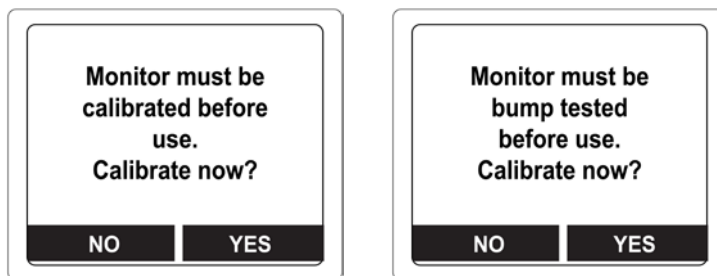 Monitor must be
calibrated before
use.
Calibrate now?
NO YES
Monitor must be
bump tested
before use.
Calibrate now?
NO YES